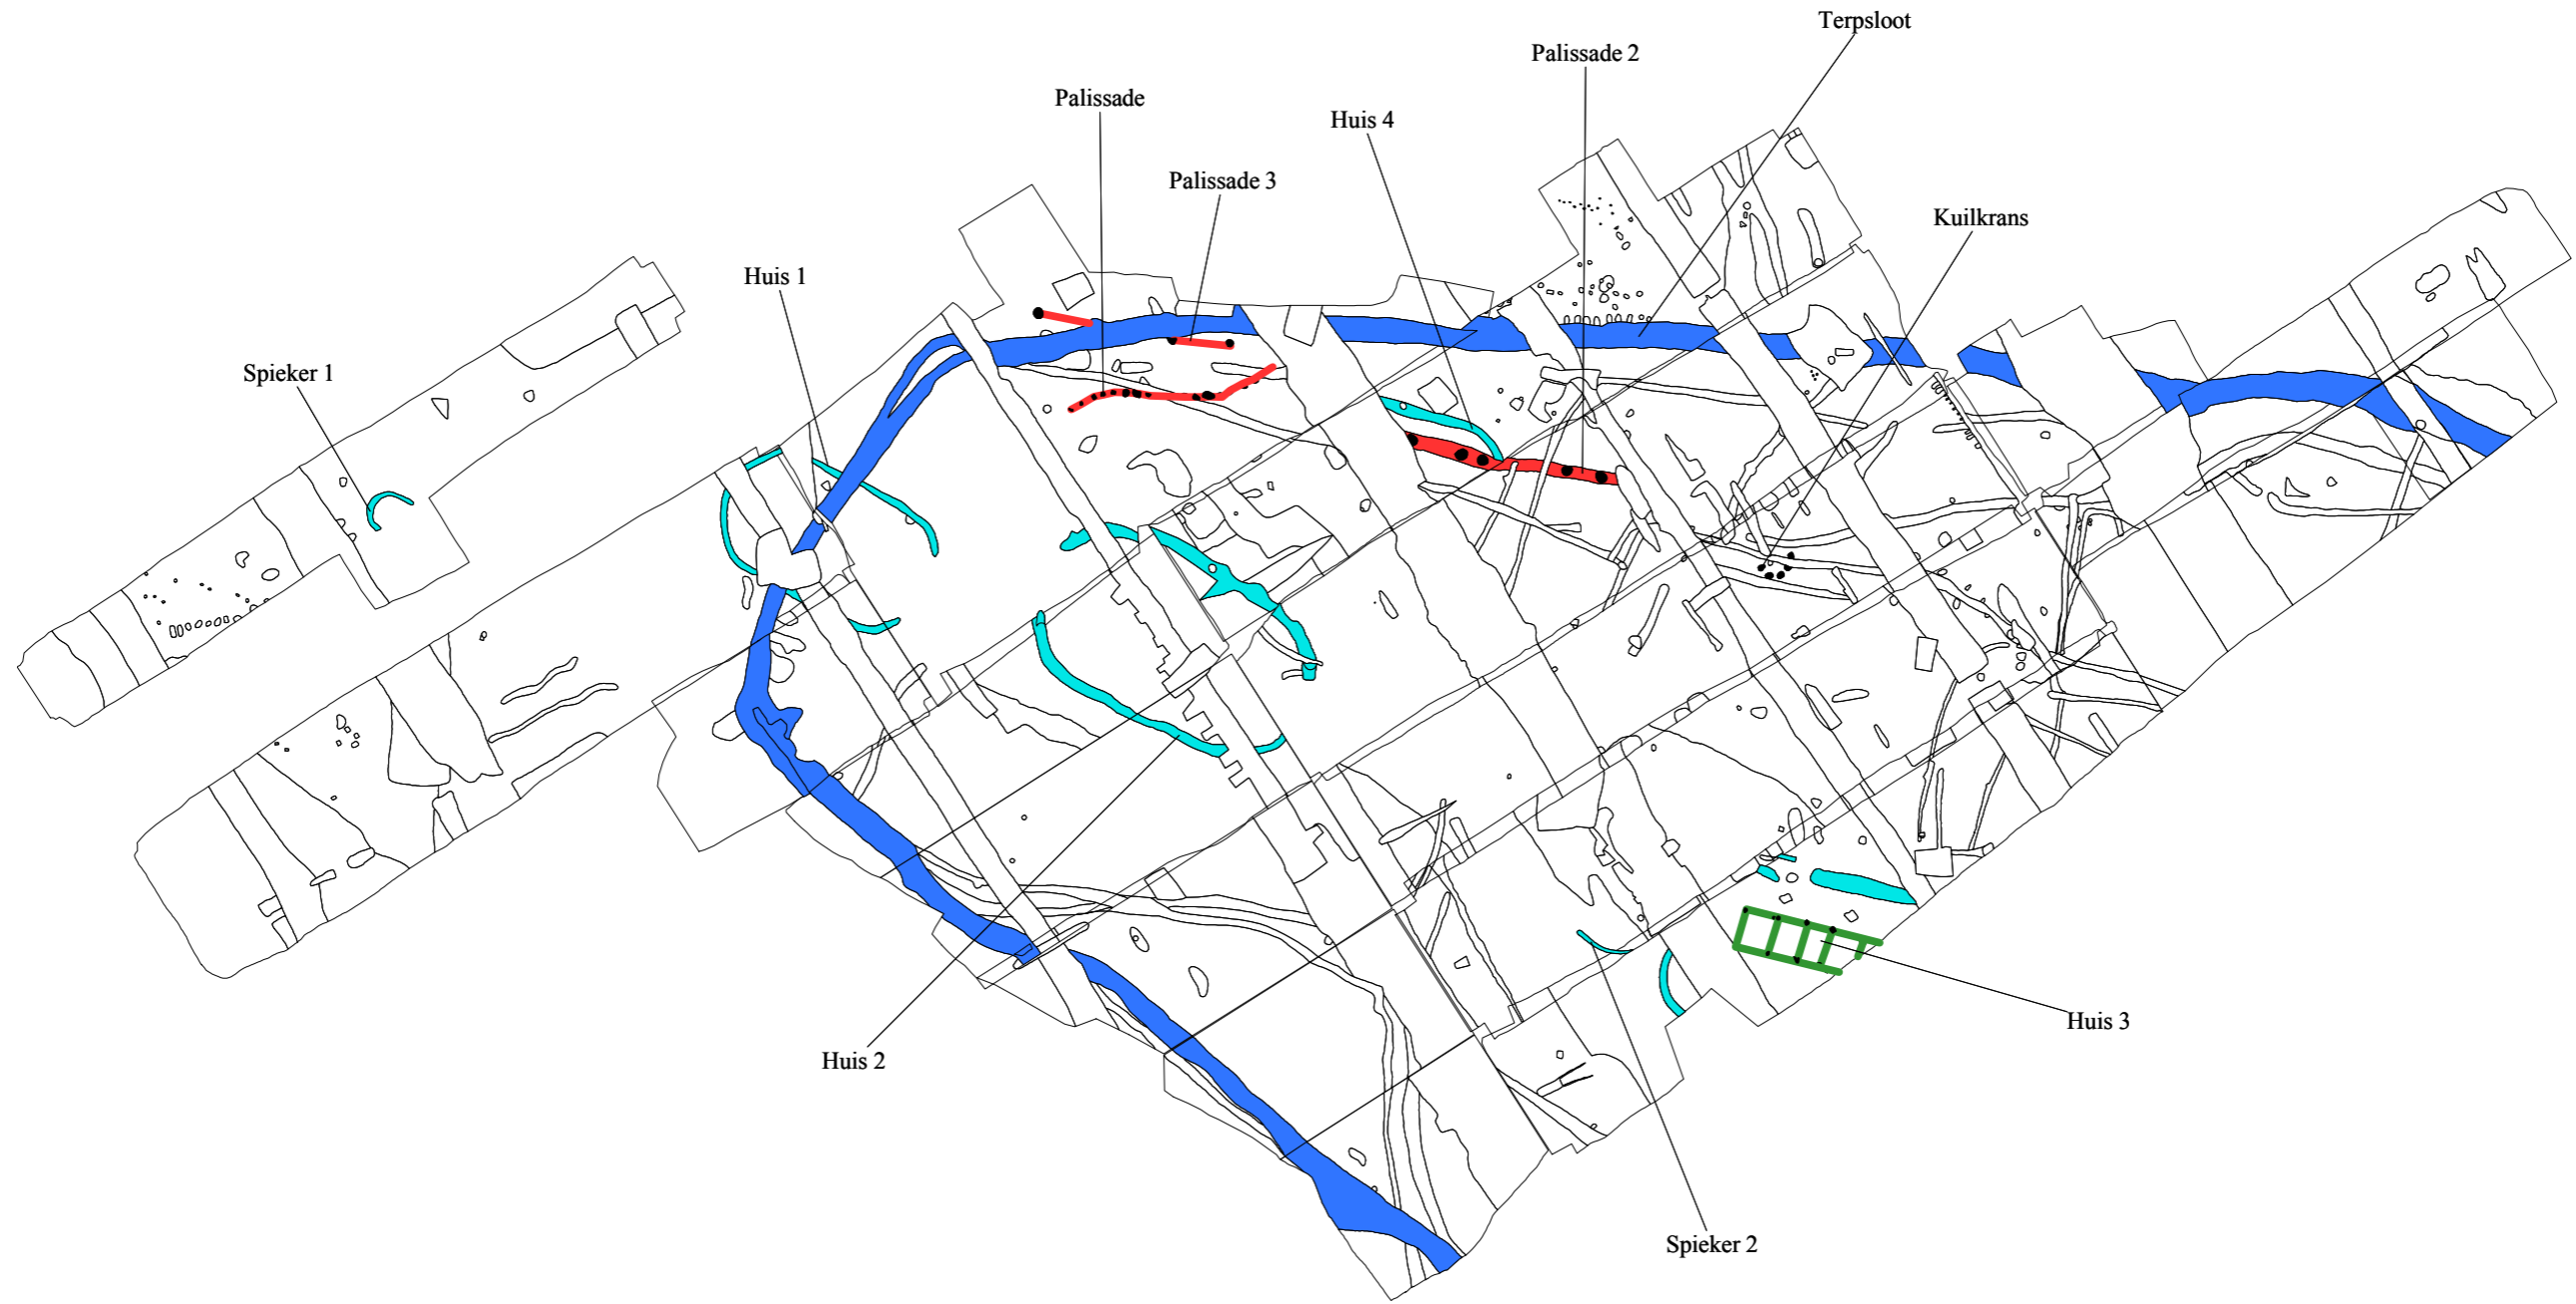 Terpsloot
Palissade 2
Palissade
Huis 4
Palissade 3
Kuilkrans
Huis 1
Spieker 1
Huis 3
Huis 2
Spieker 2